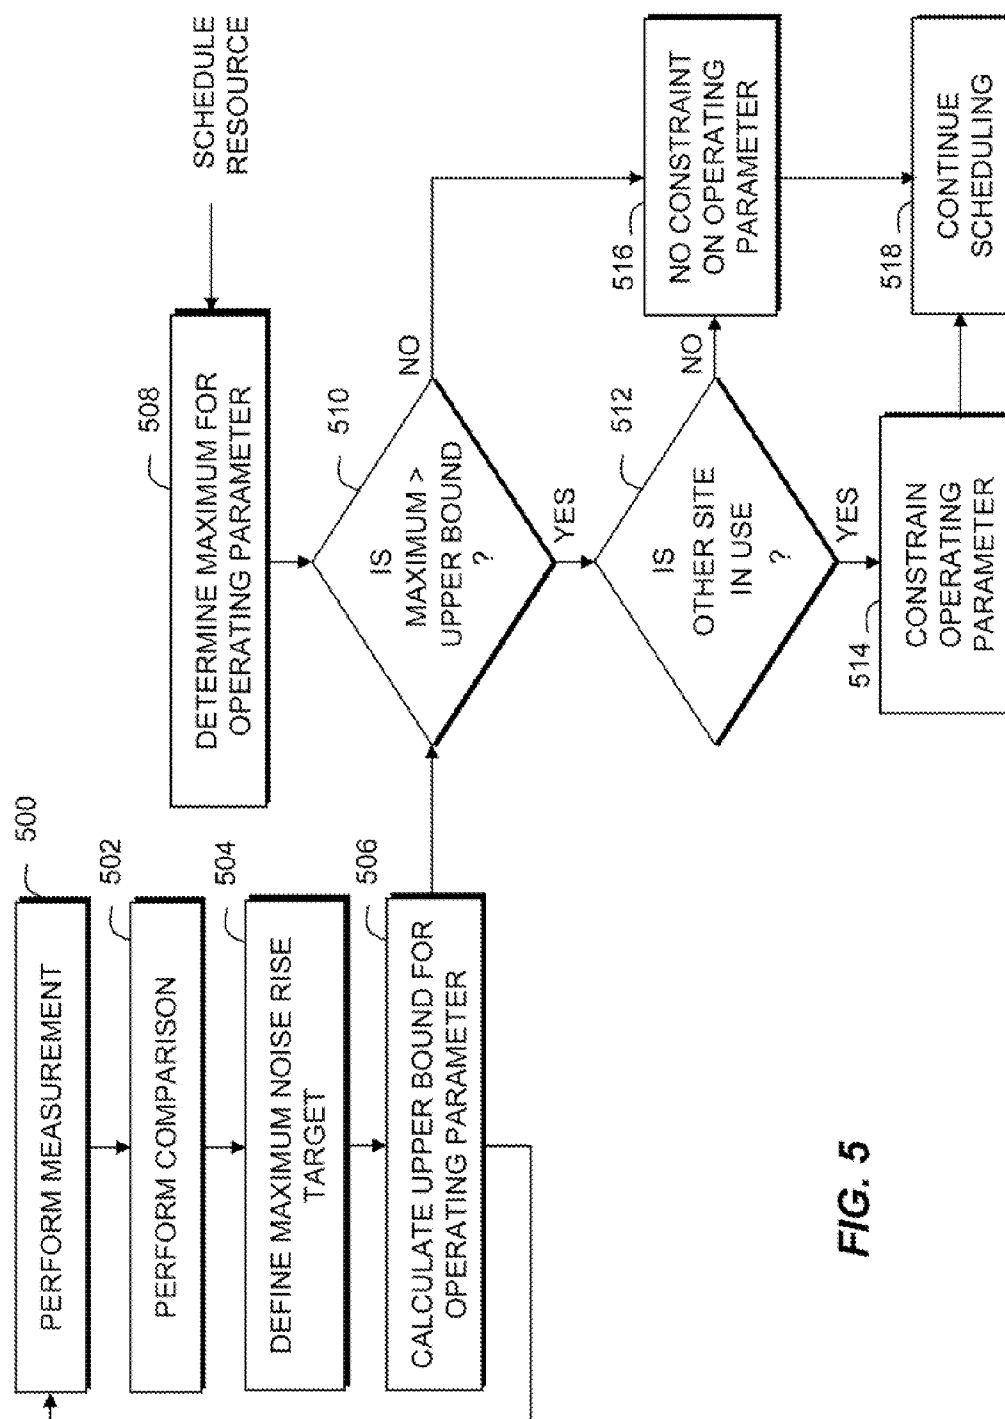 500
PERFORM MEASUREMENT
502
PERFORM COMPARISON
504
DEFINE MAXIMUM NOISE RISE
TARGET
506
CALCULATE UPPER BOUND FOR
OPERATING PARAMETER
SCHEDULE
RESOURCE
508
DETERMINE MAXIMUM FOR
OPERATING PARAMETER
510
IS
MAXIMUM >
UPPER BOUND
?
NO
YES
512
IS
OTHER SITE
IN USE
?
NO
YES
514
CONSTRAIN
OPERATING
PARAMETER
516
NO CONSTRAINT
ON OPERATING
PARAMETER
518
CONTINUE
SCHEDULING
FIG. 5